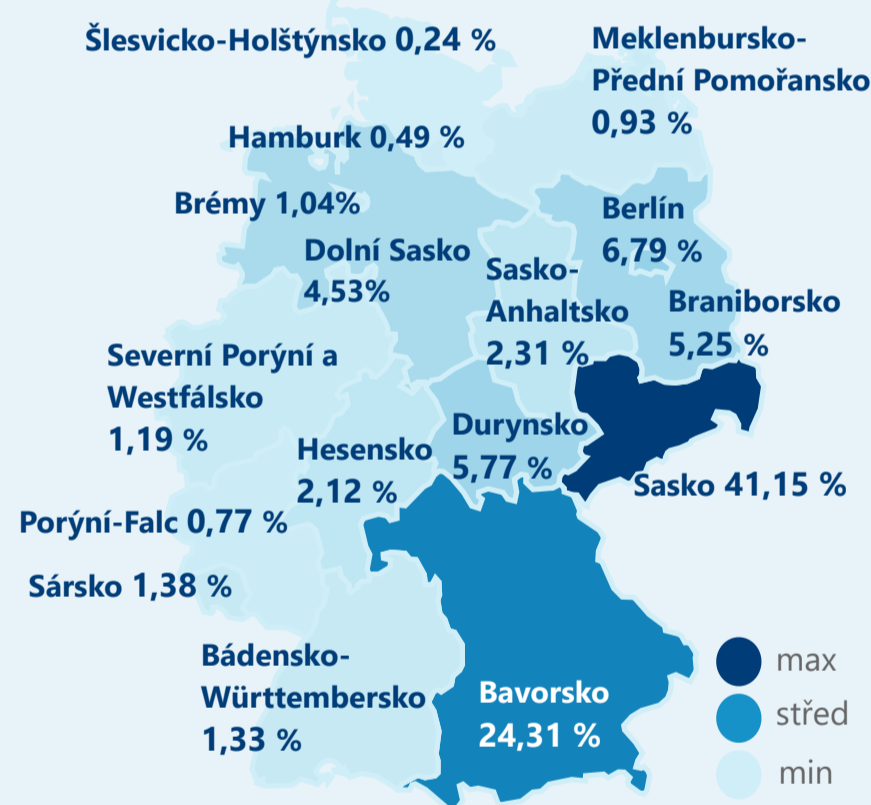 Šlesvicko-Holštýnsko 0,24 %
Meklenbursko-
Přední Pomořansko
0,93 %
Hamburk 0,49 %
Brémy 1,04%
Berlín
6,79 %
Dolní Sasko
4,53%
Sasko-
Anhaltsko
2,31 %
Braniborsko
5,25 %
Severní Porýní a
Westfálsko
1,19 %
Hesensko
2,12 %
Durynsko
5,77 %
Sasko 41,15 %
Porýní-Falc 0,77 %
Sársko 1,38 %
Bádensko-
Württembersko
1,33 %
Bavorsko
24,31 %
max
střed
min